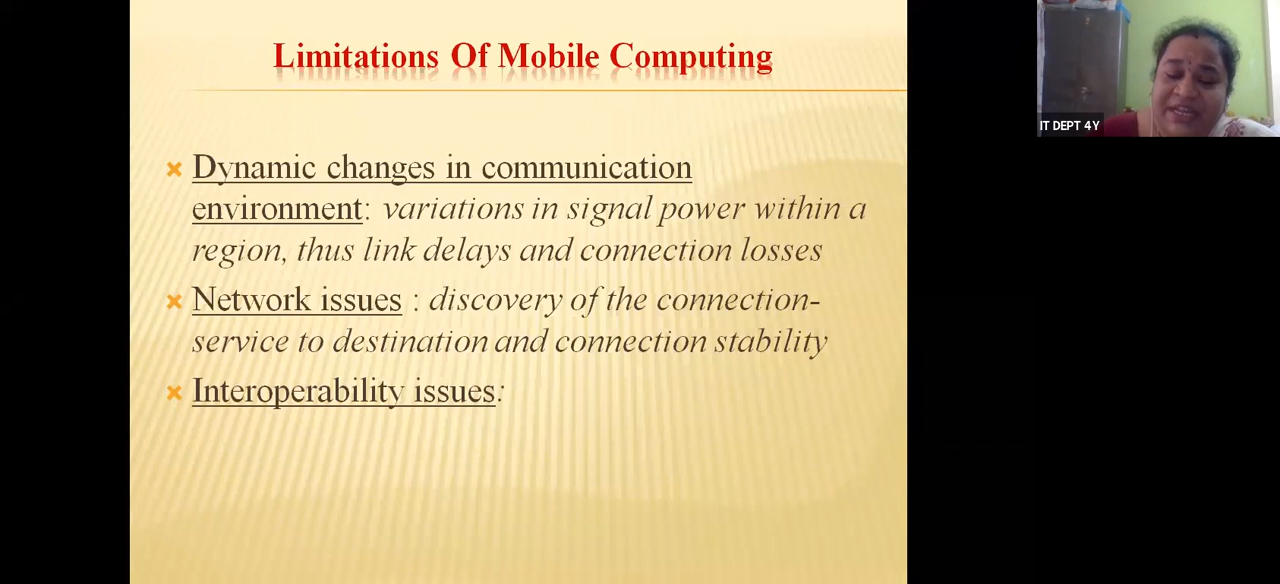 Limitations Of Mobile Computing
IT DEPT 4Y
Dynamic changes in communication
environment: variations in signal power within a
region, thus link delays and connection losses
Network issues : discovery of the connection-
service to destination and connection stability
Interoperability issues: